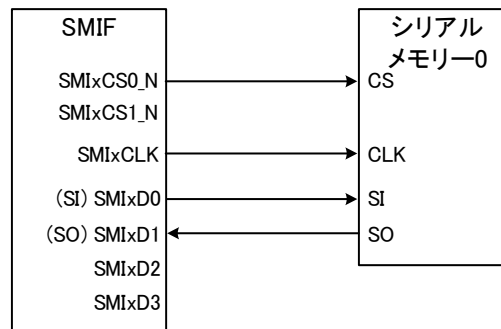 SMIF
SMIxCS0_N
SMIxCS1_N
SMIxCLK
(SI) SMIxD0
(SO) SMIxD1
SMIxD2
SMIxD3
シリアル
メモリー0
CS
CLK
SI
SO